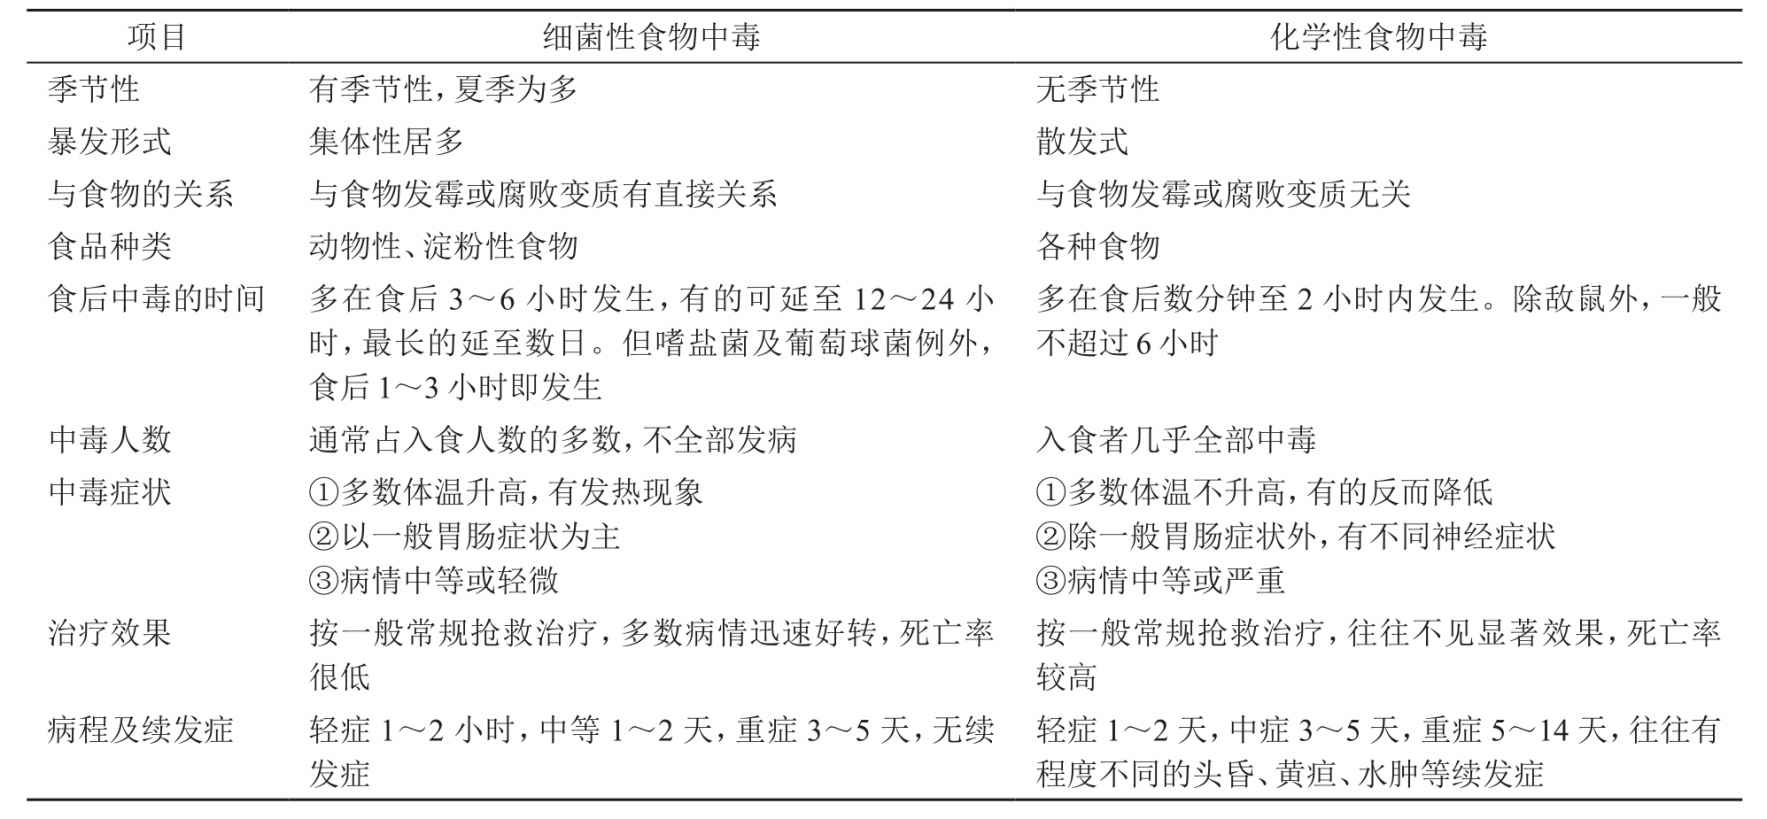 项目 细菌性食物中毒 化学性食物中毒
季节性 有季节性，夏季为多 无季节性
暴发形式 集体性居多 散发式
与食物的关系 与食物发霉或腐败变质有直接关系 与食物发霉或腐败变质无关
食品种类 动物性、淀粉性食物 各种食物
食后中毒的时间 多在食后 3～6 小时发生，有的可延至 12～24 小 多在食后数分钟至 2 小时内发生。除敌鼠外，一般
时，最长的延至数日。但嗜盐菌及葡萄球菌例外， 不超过 6 小时
食后 1～3 小时即发生
中毒人数 通常占入食人数的多数，不全部发病 入食者几乎全部中毒
中毒症状 ①多数体温升高，有发热现象 ①多数体温不升高，有的反而降低
②以一般胃肠症状为主 ②除一般胃肠症状外，有不同神经症状
③病情中等或轻微 ③病情中等或严重
治疗效果 按一般常规抢救治疗，多数病情迅速好转，死亡率 按一般常规抢救治疗，往往不见显著效果，死亡率
很低 较高
病程及续发症 轻症 1～2 小时，中等 1～2 天，重症 3～5 天，无续 轻症 1～2 天，中症 3～5 天，重症 5～14 天，往往有
发症 程度不同的头昏、黄疸、水肿等续发症